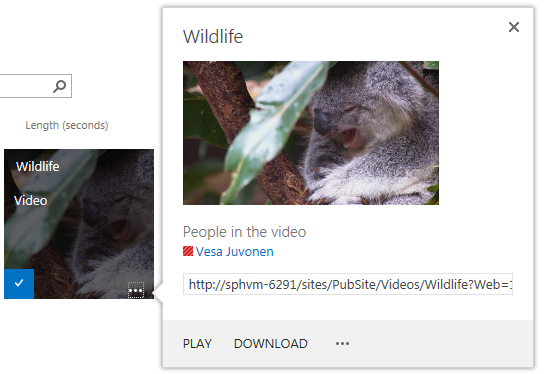 Length (seconds)
Wildlife
Video
Wildlife
People in the video
Vesa Juvonen
http://sphvm-6291/sites/PubSite/Videos/Wildlife?Web=1
PLAY DOWNLOAD ...